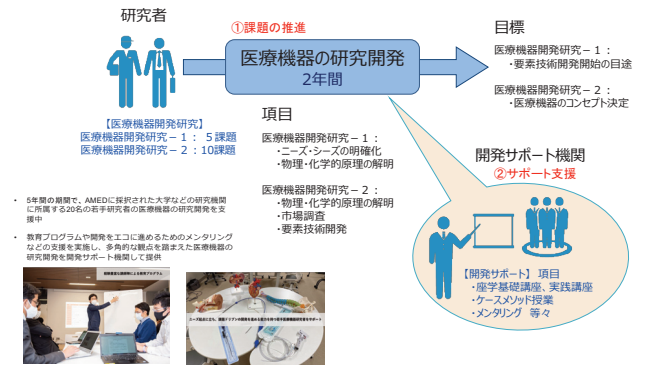 研究者
①課題の推進
医療機器の研究開発
2年間
目標
医療機器開発研究－1：
・要素技術開発開始の目途
医療機器開発研究－2：
・医療機器のコンセプト決定
【医療機器開発研究】
医療機器開発研究－1： 5課題
医療機器開発研究－2：10課題
項目
医療機器開発研究－1：
・ニーズ・シーズの明確化
・物理・化学的原理の解明
医療機器開発研究－2：
・物理・化学的原理の解明
・市場調査
・要素技術開発
開発サポート機関
②サポート支援
【開発サポート】 項目
・座学基礎講座、実践講座
・ケースメソッド授業
・メンタリング 等々
・ 5年間の期間で、AMEDに採択された大学などの研究機関
に所属する20名の若手研究者の医療機器の研究開発を支
援中
・ 教育プログラムや開発をエコに進めるためのメンタリング
などの支援を実施し、多角的な観点を踏まえた医療機器の
研究開発を開発サポート機関して提供